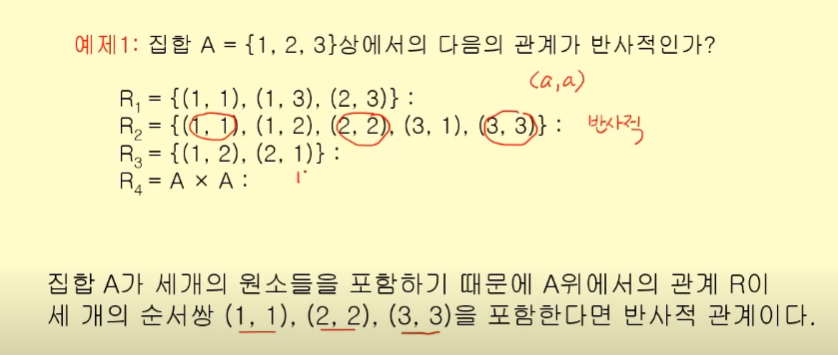 예제1: 집합 A = {1, 2, 3}상에서의 다음의 관계가 반사적인가?
(a,a)
R₁ = {(1, 1), (1, 3), (2, 3)} :
R₂ = {(1, 1), (1, 2), (2, 2), (3, 1), (3, 3)} : 반사적
R₃ = {(1, 2), (2, 1)} :
R₄ = A × A :
집합 A가 세개의 원소들을 포함하기 때문에 A위에서의 관계 R이
세 개의 순서쌍 (1, 1), (2, 2), (3, 3)을 포함한다면 반사적 관계이다.